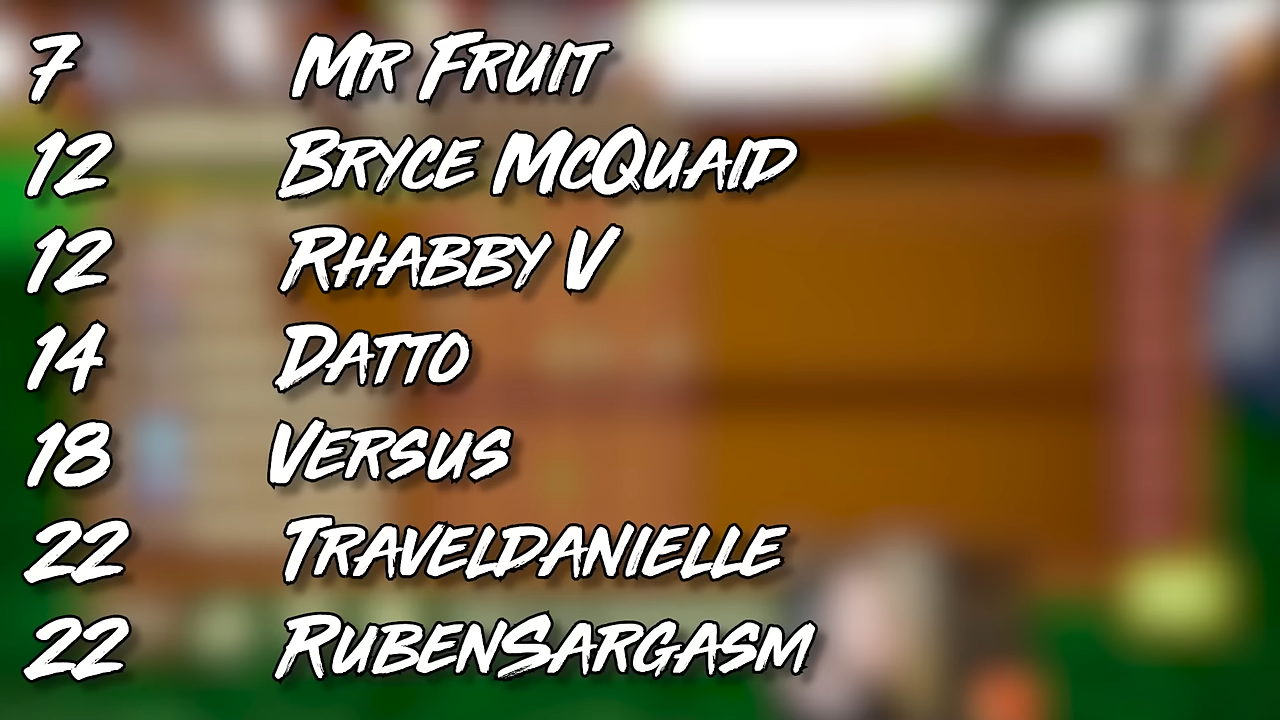 7 Mr Fruit
12 Bryce McQuaid
12 Rhabby V
14 Datto
18 Versus
22 Traveldanielle
22 RubenSargasm